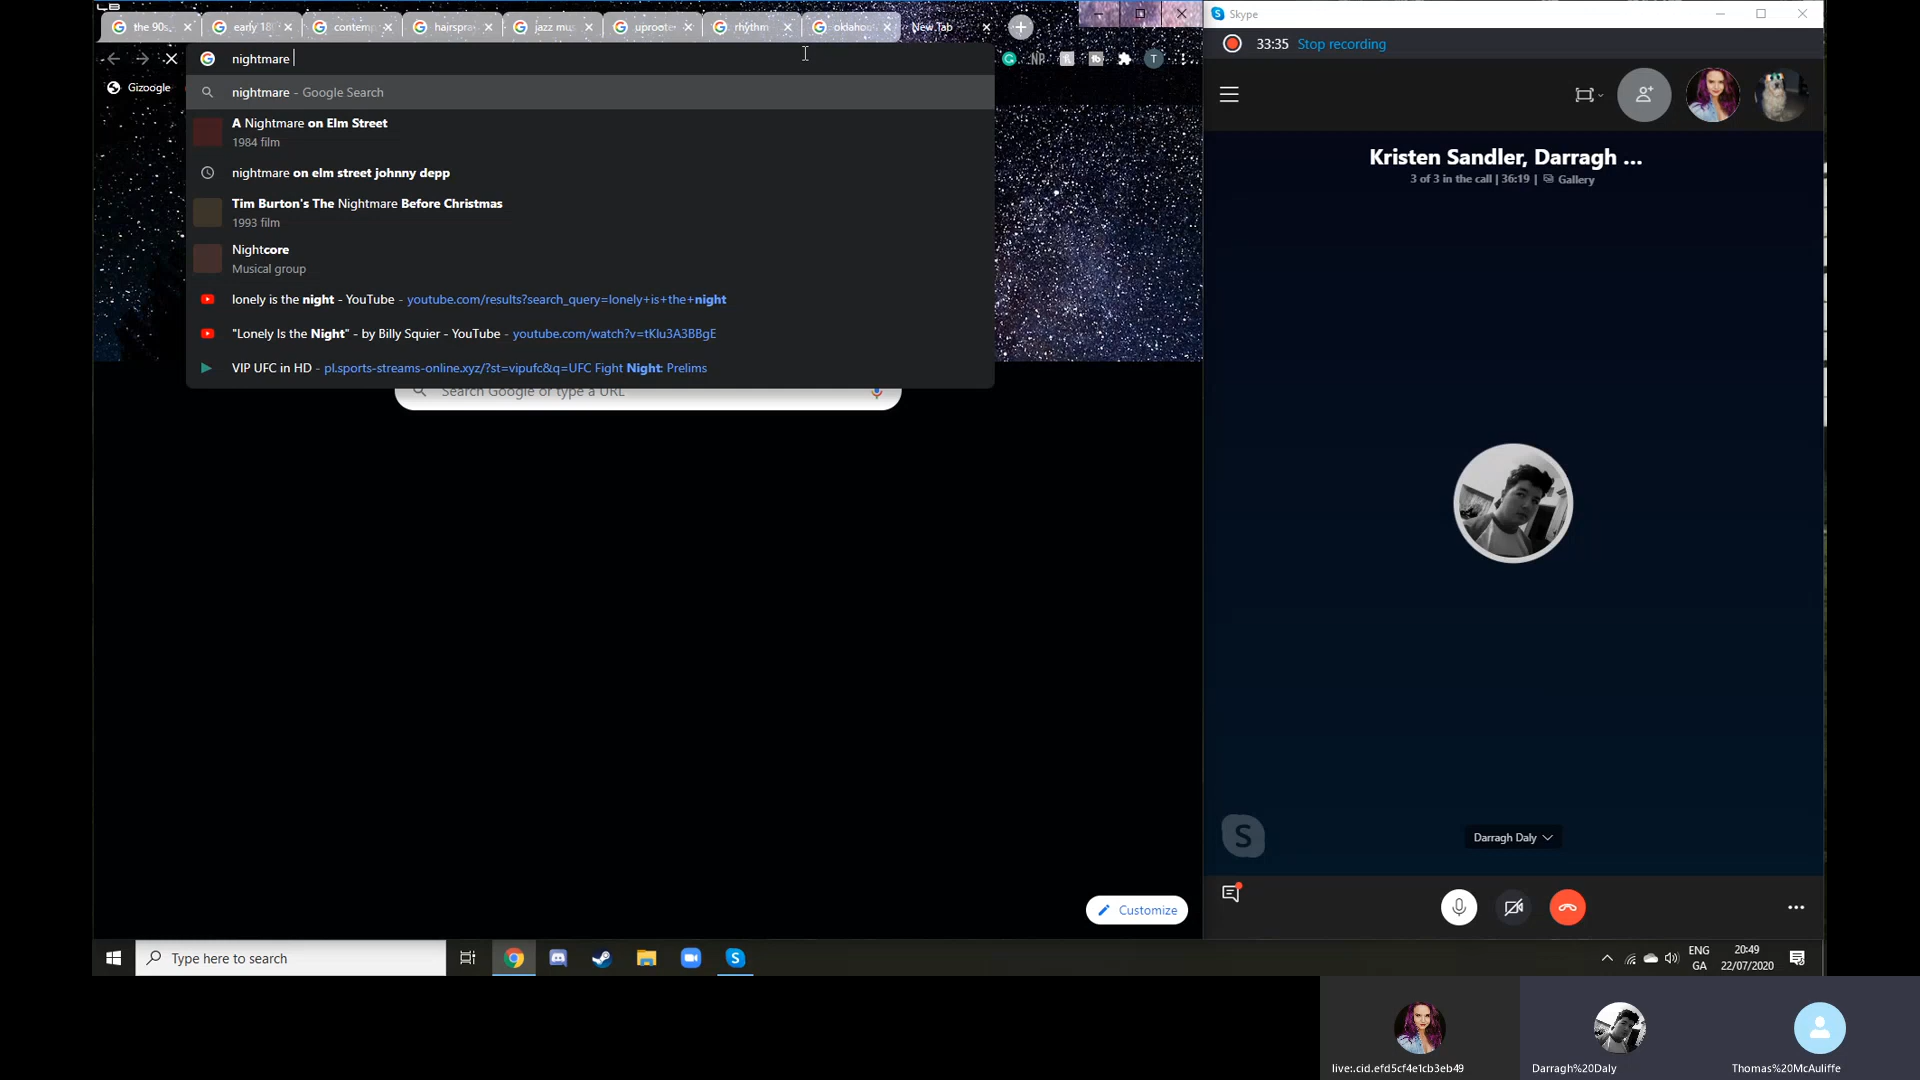 the 90s,
early 18
contemp
hairspra
jazz mu
uproote
rhythm
oklaho
New Tab
nightmare
T
Gizoogle
nightmare - Google Search
A Nightmare on Elm Street
1984 film
nightmare on elm street johnny depp
Tim Burton's The Nightmare Before Christmas
1993 film
Nightcore
Musical group
lonely is the night - YouTube - youtube.com/results?search_query=lonely+is+the+night
"Lonely Is the Night" - by Billy Squier - YouTube - youtube.com/watch?v=tKlu3A3BBgE
VIP UFC in HD - pl.sports-streams-online.xyz/?st=vipufc&q=UFC Fight Night: Prelims
Search Google or type a URL
Customize
Type here to search
Skype
33:35 Stop recording
Kristen Sandler, Darragh ...
3 of 3 in the call | 36:19 | Gallery
Darragh Daly
ENG
GA
20:49
22/07/2020
live:.cid.efd5cf4e1cb3eb49
Darragh%20Daly
Thomas%20McAuliffe